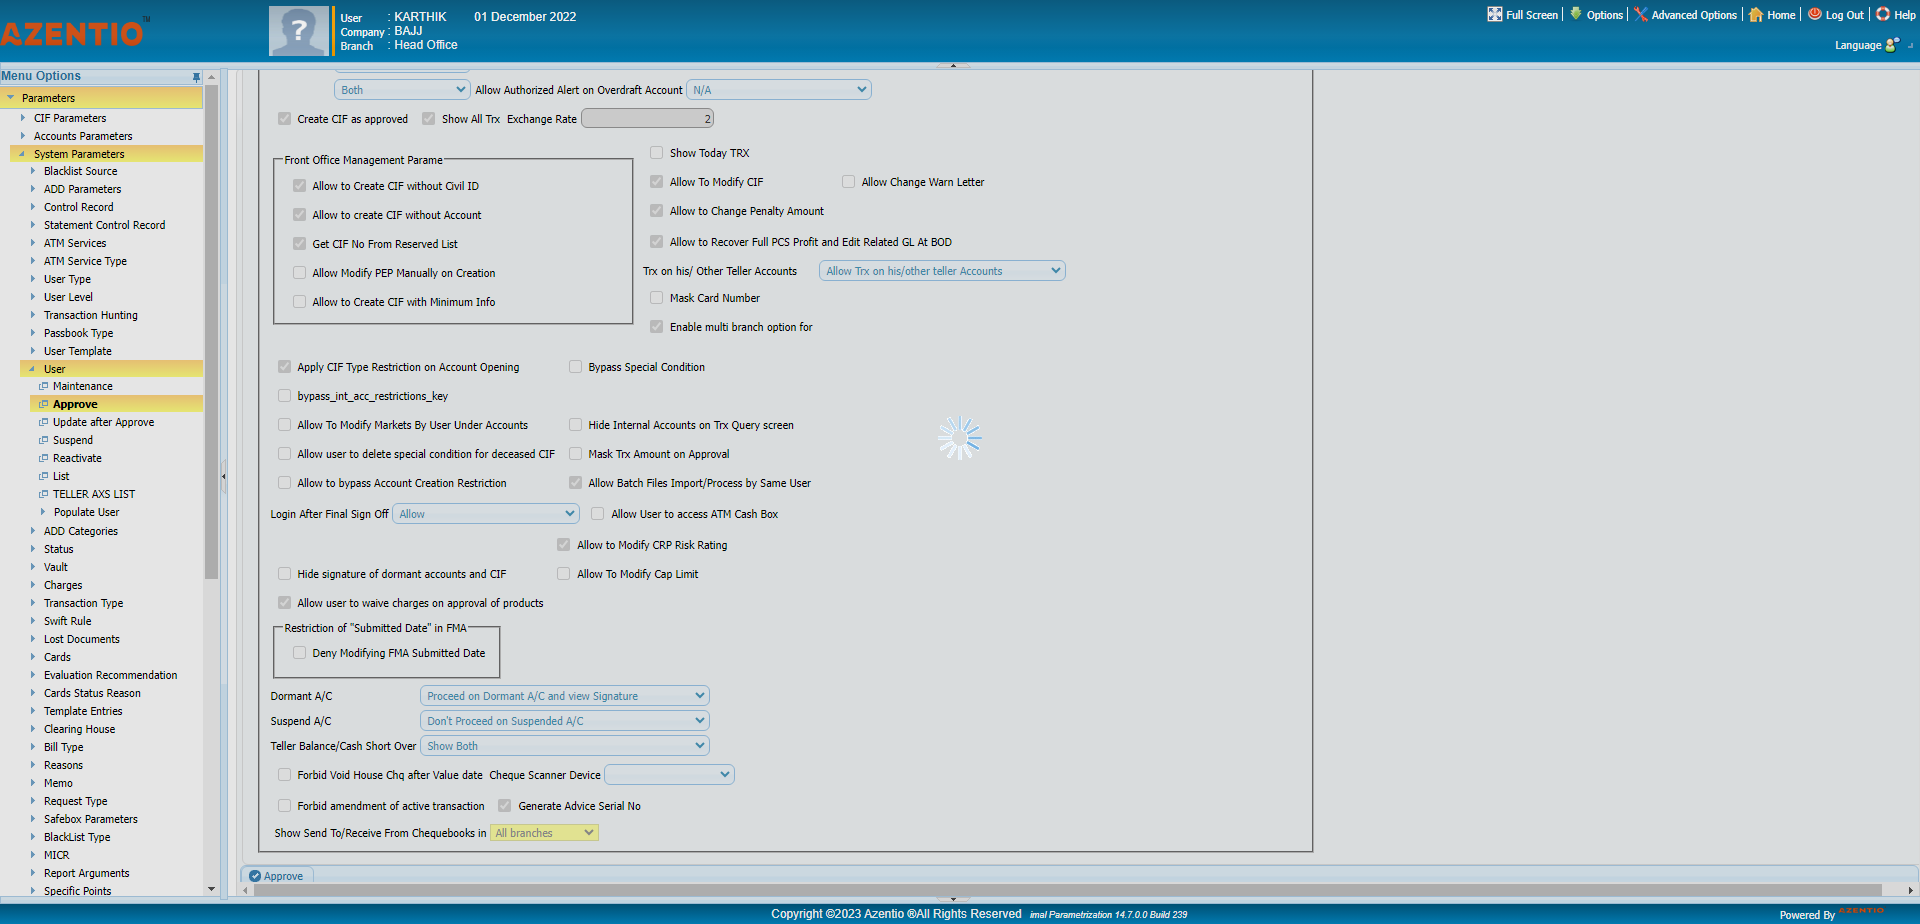 AZENTIO™
User : KARTHIK 01 December 2022
Company : BAJJ
Branch : Head Office
Full Screen Options Advanced Options Home Log Out Help
Language
Menu Options
Parameters
CIF Parameters
Accounts Parameters
System Parameters
Blacklist Source
ADD Parameters
Control Record
Statement Control Record
ATM Services
ATM Service Type
User Type
User Level
Transaction Hunting
Passbook Type
User Template
User
Maintenance
Approve
Update after Approve
Suspend
Reactivate
List
TELLER AXS LIST
Populate User
ADD Categories
Status
Vault
Charges
Transaction Type
Swift Rule
Lost Documents
Cards
Evaluation Recommendation
Cards Status Reason
Template Entries
Clearing House
Bill Type
Reasons
Memo
Request Type
Safebox Parameters
BlackList Type
MICR
Report Arguments
Specific Points
Both Allow Authorized Alert on Overdraft Account N/A
Create CIF as approved Show All Trx Exchange Rate 2
Front Office Management Parame
Allow to Create CIF without Civil ID
Allow to create CIF without Account
Get CIF No From Reserved List
Allow Modify PEP Manually on Creation
Allow to Create CIF with Minimum Info
Show Today TRX
Allow To Modify CIF Allow Change Warn Letter
Allow to Change Penalty Amount
Allow to Recover Full PCS Profit and Edit Related GL At BOD
Trx on his/ Other Teller Accounts Allow Trx on his/other teller Accounts
Mask Card Number
Enable multi branch option for
Apply CIF Type Restriction on Account Opening Bypass Special Condition
bypass_int_acc_restrictions_key
Allow To Modify Markets By User Under Accounts Hide Internal Accounts on Trx Query screen
Allow user to delete special condition for deceased CIF Mask Trx Amount on Approval
Allow to bypass Account Creation Restriction Allow Batch Files Import/Process by Same User
Login After Final Sign Off Allow Allow User to access ATM Cash Box
Allow to Modify CRP Risk Rating
Hide signature of dormant accounts and CIF Allow To Modify Cap Limit
Allow user to waive charges on approval of products
Restriction of "Submitted Date" in FMA
Deny Modifying FMA Submitted Date
Dormant A/C Proceed on Dormant A/C and view Signature
Suspend A/C Don't Proceed on Suspended A/C
Teller Balance/Cash Short Over Show Both
Forbid Void House Chq after Value date Cheque Scanner Device
Forbid amendment of active transaction Generate Advice Serial No
Show Send To/Receive From Chequebooks in All branches
Approve
Copyright ©2023 Azentio ®All Rights Reserved imal Parametrization 14.7.0.0 Build 239
Powered By AZENTIO